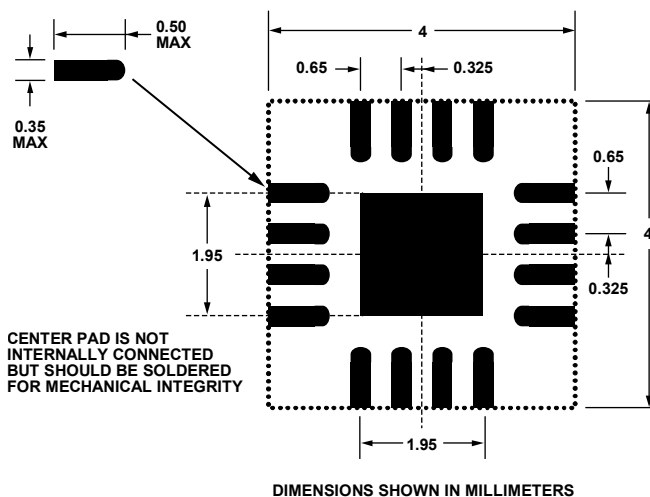 0.50
MAX
4
0.65
0.325
0.35
MAX
0.65
4
1.95
0.325
CENTER PAD IS NOT
INTERNALLY CONNECTED
BUT SHOULD BE SOLDERED
FOR MECHANICAL INTEGRITY
1.95
DIMENSIONS SHOWN IN MILLIMETERS